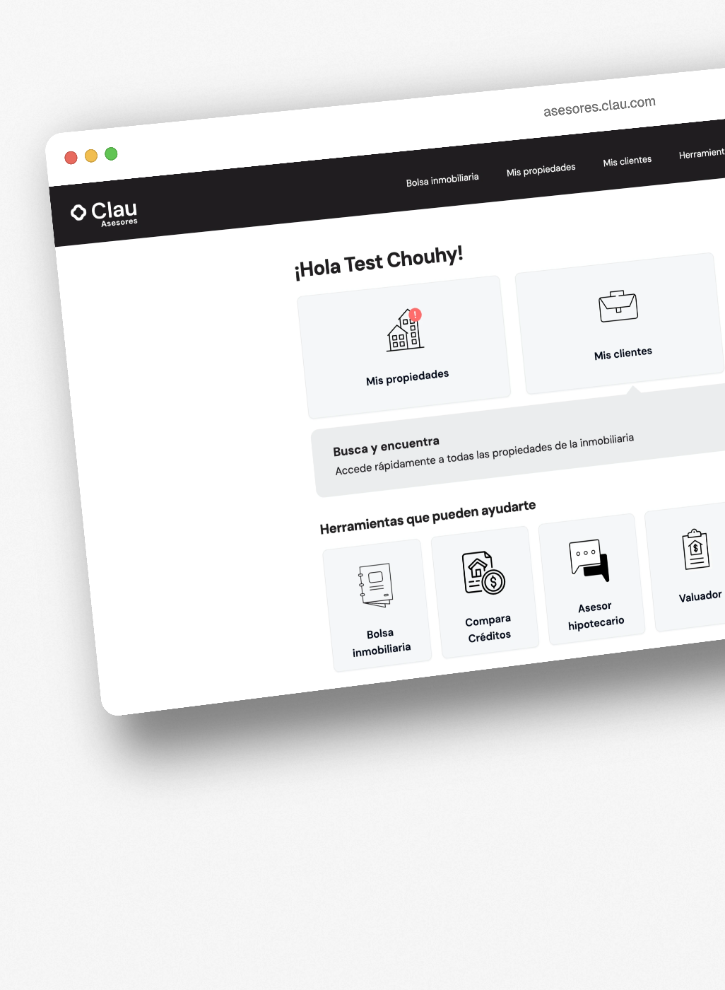 asesores.clau.com
Clau
Asesores
Bolsa inmobiliaria
Mis propiedades
Mis clientes
¡Hola Test Chouhy!
!
Mis propiedades
Mis clientes
Busca y encuentra
Accede rápidamente a todas las propiedades de la inmobiliaria
Herramientas que pueden ayudarte
$
$
Bolsa
inmobiliaria
Compara
Créditos
Asesor
hipotecario
Valuador